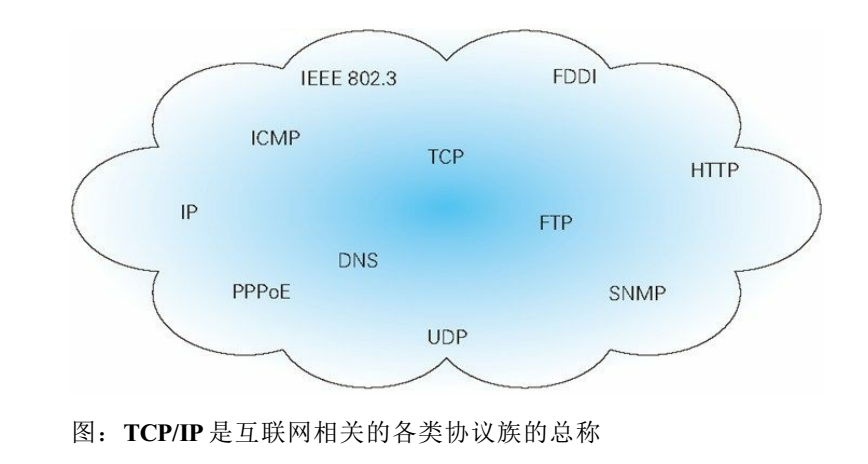 IEEE 802.3
FDDI
ICMP
TCP
HTTP
IP
FTP
DNS
PPPoE
SNMP
UDP
图：TCP/IP 是互联网相关的各类协议族的总称